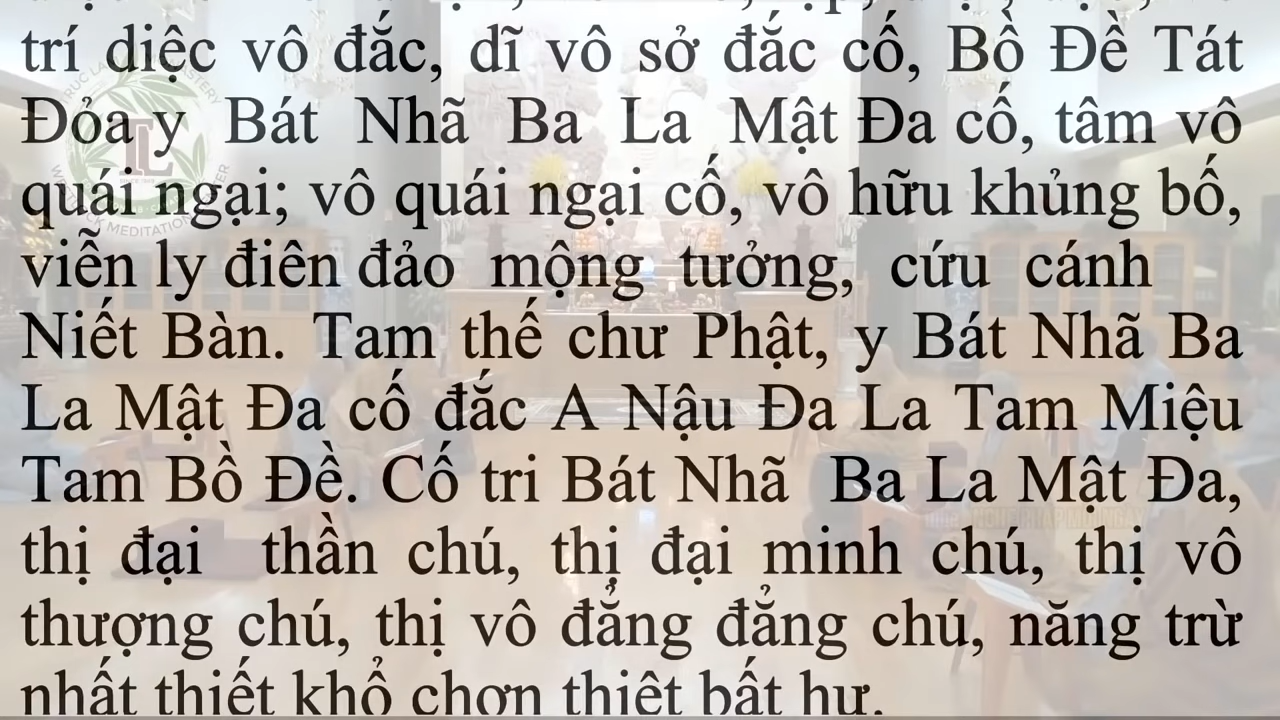 trí diệc vô đắc, dĩ vô sở đắc cố, Bồ Đề Tát
Đỏa y Bát Nhã Ba La Mật Đa cố, tâm vô
quái ngại; vô quái ngại cố, vô hữu khủng bố,
viễn ly điên đảo mộng tưởng, cứu cánh
Niết Bàn. Tam thế chư Phật, y Bát Nhã Ba
La Mật Đa cố đắc A Nậu Đa La Tam Miệu
Tam Bồ Đề. Cố tri Bát Nhã Ba La Mật Đa,
thị đại thần chú, thị đại minh chú, thị vô
thượng chú, thị vô đẳng đẳng chú, năng trừ
nhất thiết khổ chơn thiệt bất hư.